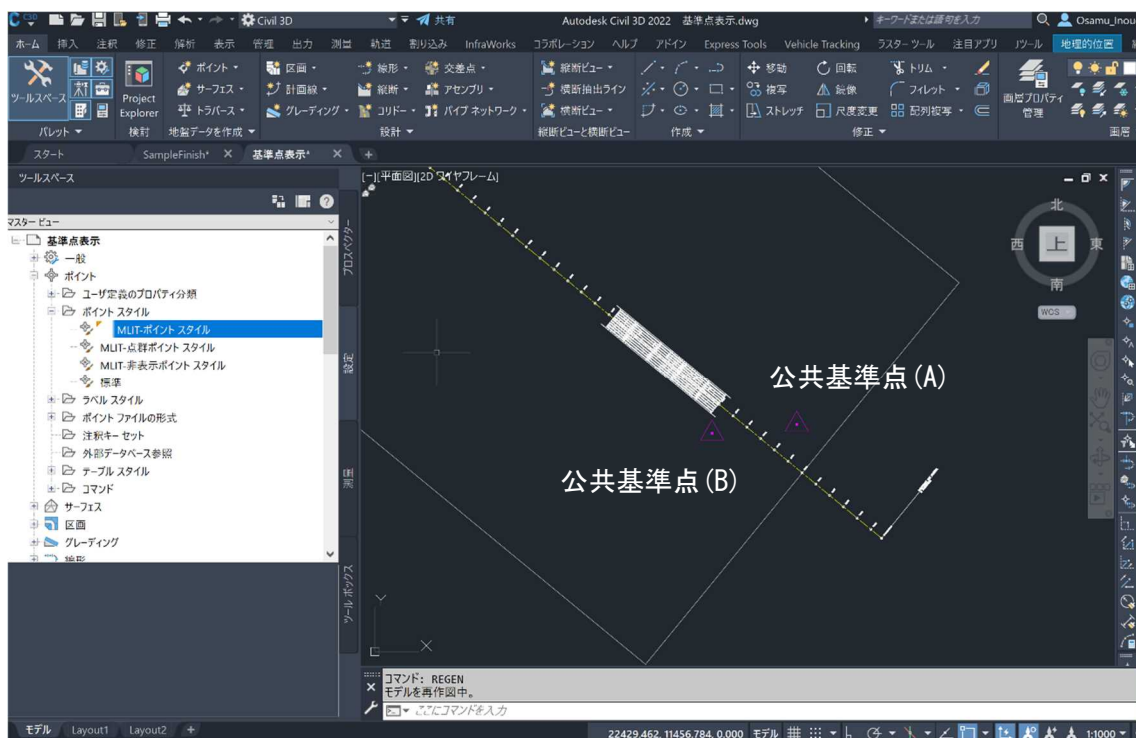 C3D Civil 3D 共有 Autodesk Civil 3D 2022 基準点表示.dwg キーワードまたは語句を入力 Osamu_Inou
ホーム 挿入 注釈 修正 解析 表示 管理 出力 測量 軌道 割り込み InfraWorks コラボレーション ヘルプ アドイン Express Tools Vehicle Tracking ラスター ツール 注目アプリ Jツール 地理的位置
ポイント 区画 線形 交差点 縦断ビュー 移動 回転 トリム
ツールスペース Project Explorer サーフェス 計画線 縦断 アセンブリ 横断抽出ライン 複写 鏡像 フィレット 画層プロパティ管理
トラバース グレーディング コリドー パイプ ネットワーク 横断ビュー ストレッチ 尺度変更 配列複写
パレット 検討 地盤データを作成 設計 縦断ビューと横断ビュー 作成 修正 画層
スタート SampleFinish* 基準点表示*
ツールスペース
マスター ビュー
基準点表示
一般
ポイント
ユーザ定義のプロパティ分類
ポイント スタイル
MLIT-ポイント スタイル
MLIT-点群ポイント スタイル
MLIT-非表示ポイント スタイル
標準
ラベル スタイル
ポイント ファイルの形式
注釈キー セット
外部データベース参照
テーブル スタイル
コマンド
サーフェス
区画
グレーディング
線形
プロスペクター
設定
測量
ツール ボックス
[-][平面図][2D ワイヤフレーム]
北
西 上 東
南
WCS
公共基準点(A)
公共基準点(B)
Y
X
コマンド: REGEN
モデルを再作図中。
ここにコマンドを入力
モデル Layout1 Layout2 22429.462, 11456.784, 0.000 モデル 1:1000